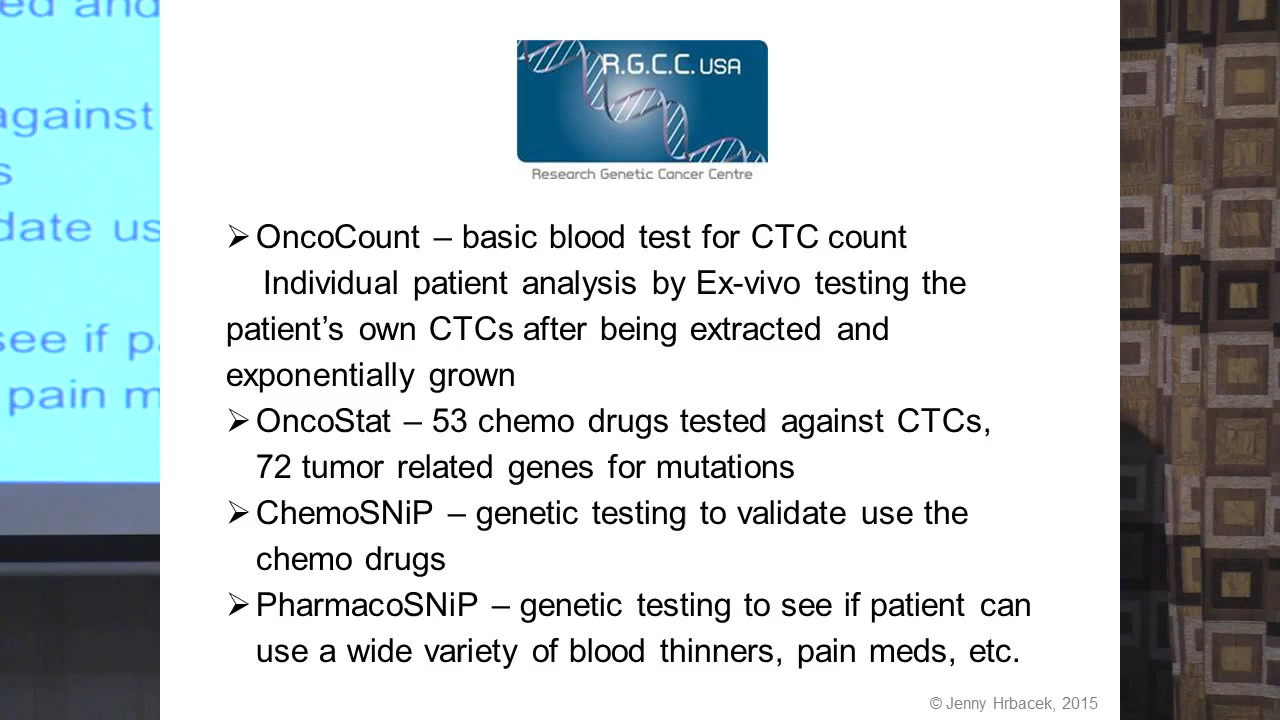 R.G.C.C. USA
Research Genetic Cancer Centre
➢ OncoCount – basic blood test for CTC count
Individual patient analysis by Ex-vivo testing the
patient’s own CTCs after being extracted and
exponentially grown
➢ OncoStat – 53 chemo drugs tested against CTCs,
72 tumor related genes for mutations
➢ ChemoSNiP – genetic testing to validate use the
chemo drugs
➢ PharmacoSNiP – genetic testing to see if patient can
use a wide variety of blood thinners, pain meds, etc.
© Jenny Hrbacek, 2015
ed and
against
s
date us
see if p
pain m